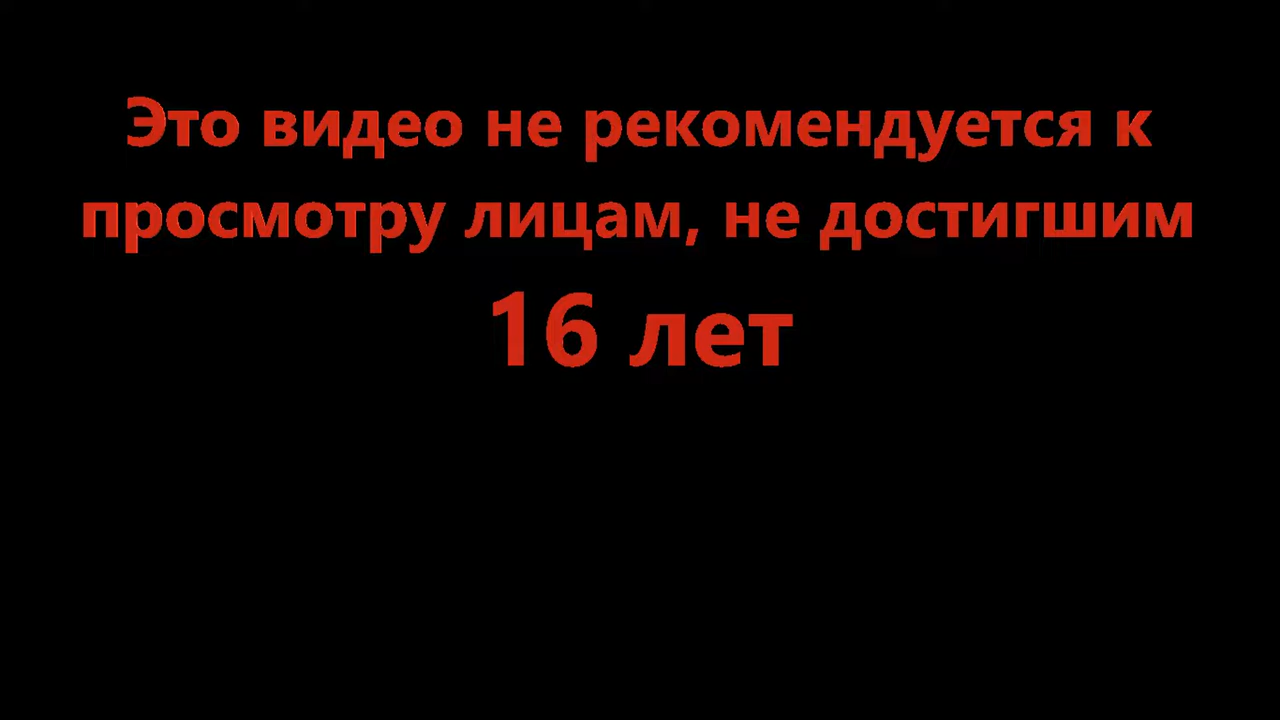 Это видео не рекомендуется к
просмотру лицам, не достигшим
16 лет